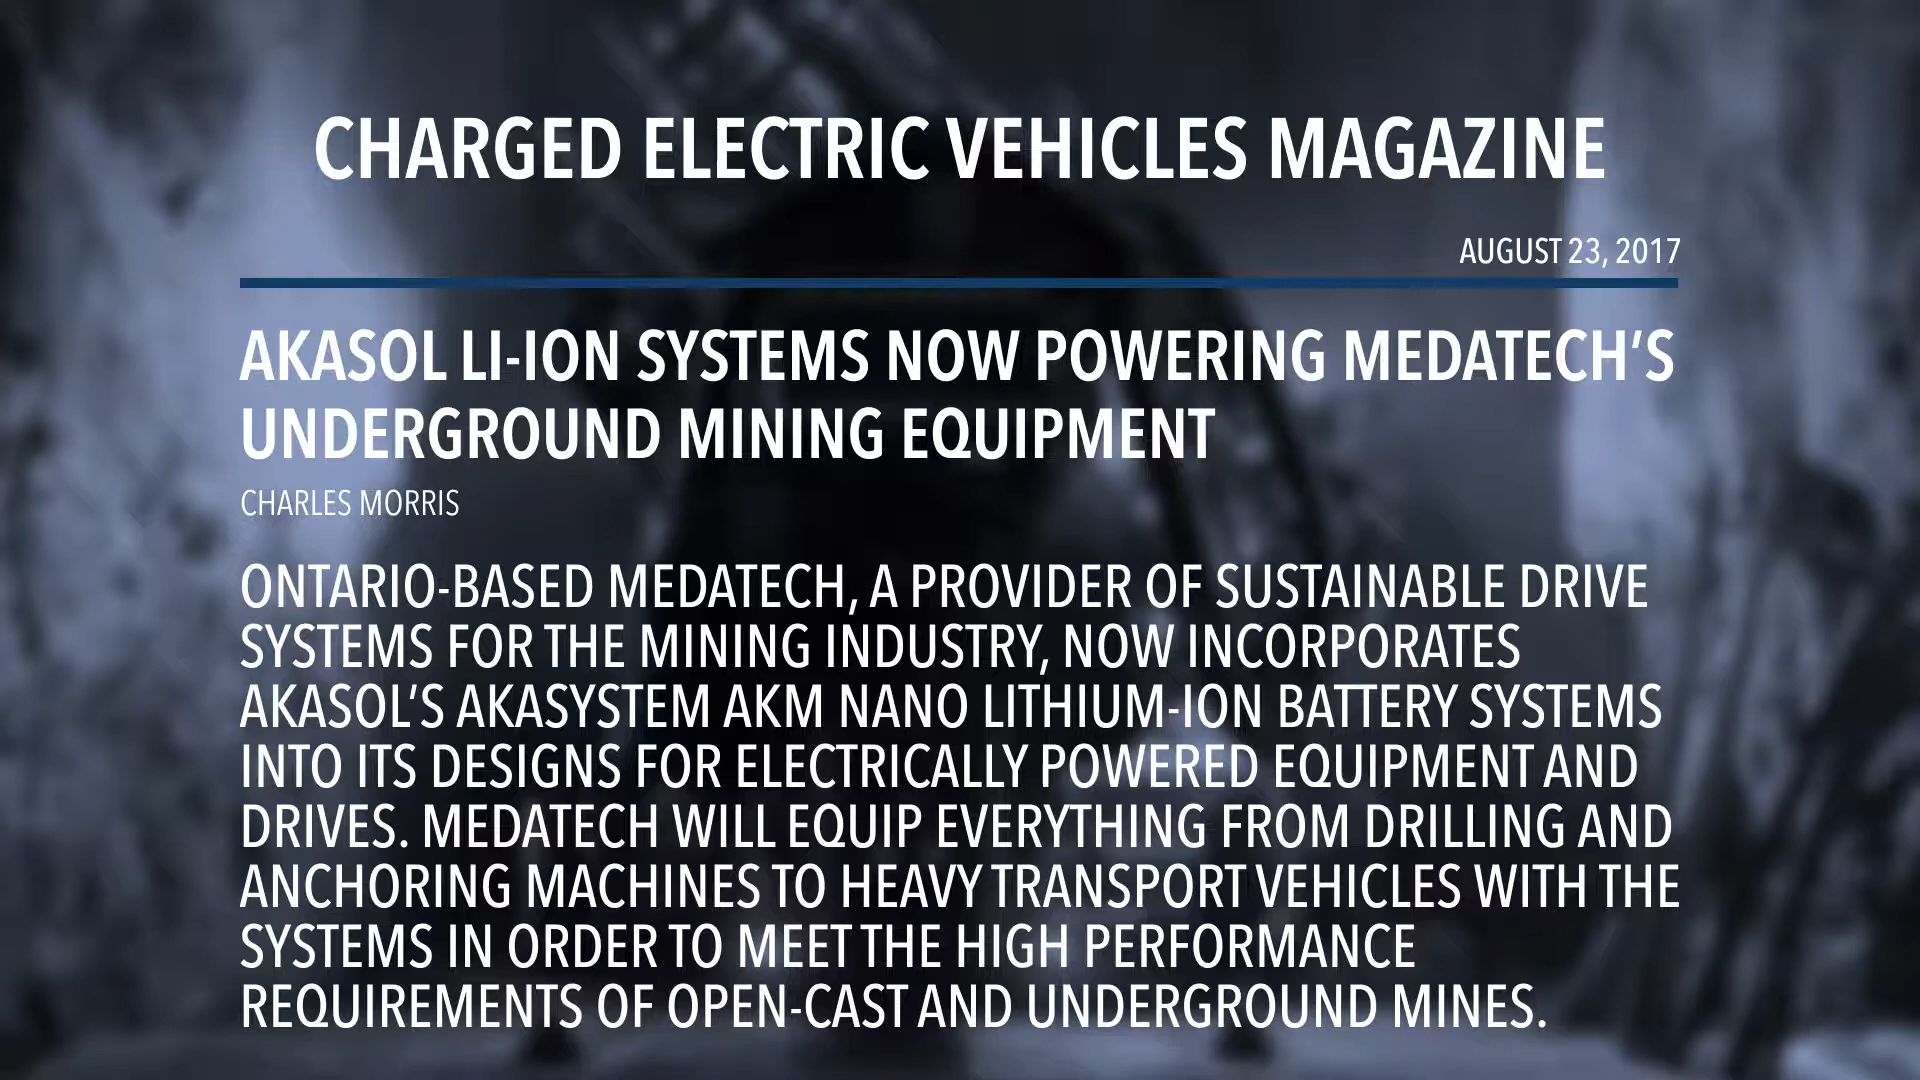 CHARGED ELECTRIC VEHICLES MAGAZINE
AUGUST 23, 2017
AKASOL LI-ION SYSTEMS NOW POWERING MEDATECH’S
UNDERGROUND MINING EQUIPMENT
CHARLES MORRIS
ONTARIO-BASED MEDATECH, A PROVIDER OF SUSTAINABLE DRIVE
SYSTEMS FOR THE MINING INDUSTRY, NOW INCORPORATES
AKASOL’S AKASYSTEM AKM NANO LITHIUM-ION BATTERY SYSTEMS
INTO ITS DESIGNS FOR ELECTRICALLY POWERED EQUIPMENT AND
DRIVES. MEDATECH WILL EQUIP EVERYTHING FROM DRILLING AND
ANCHORING MACHINES TO HEAVY TRANSPORT VEHICLES WITH THE
SYSTEMS IN ORDER TO MEET THE HIGH PERFORMANCE
REQUIREMENTS OF OPEN-CAST AND UNDERGROUND MINES.